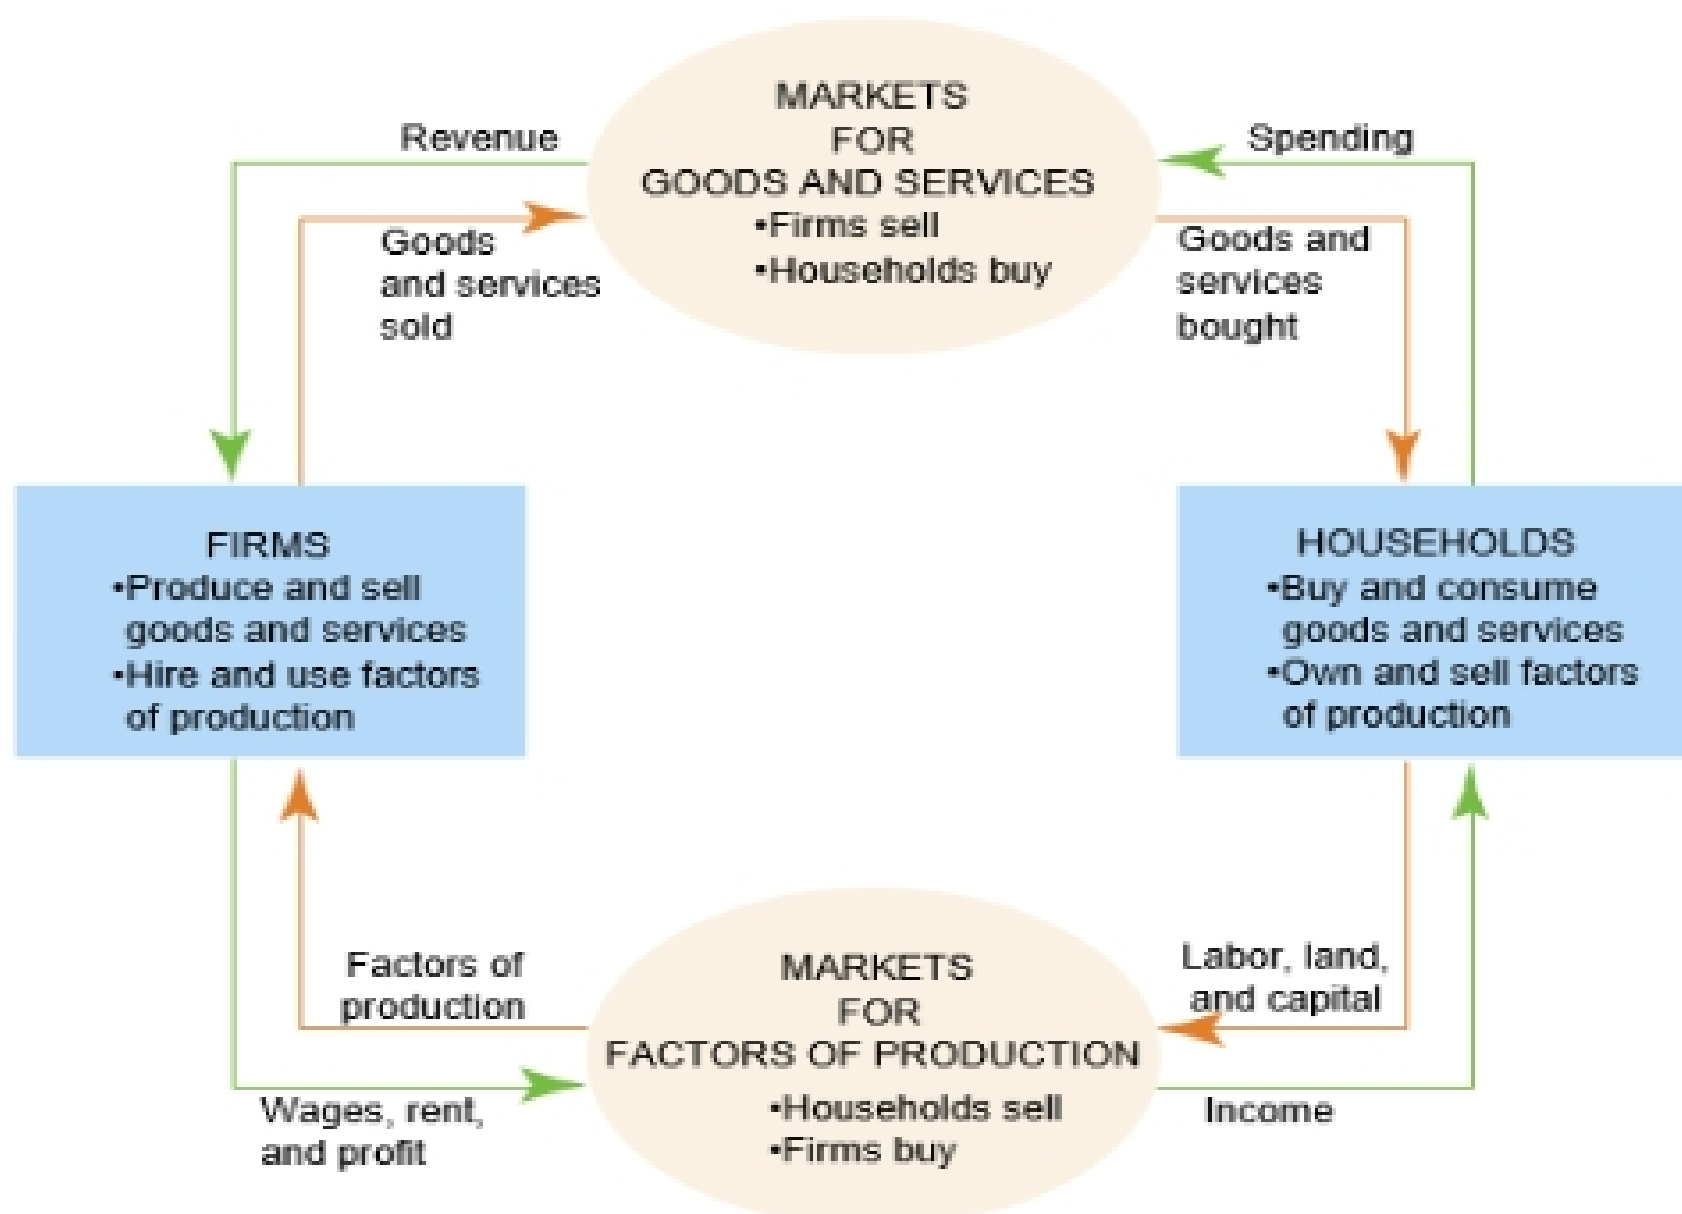 MARKETS
FOR
GOODS AND SERVICES
•Firms sell
•Households buy
Revenue
Spending
Goods
and services
sold
Goods and
services
bought
FIRMS
•Produce and sell
goods and services
•Hire and use factors
of production
HOUSEHOLDS
•Buy and consume
goods and services
•Own and sell factors
of production
Factors of
production
Labor, land,
and capital
MARKETS
FOR
FACTORS OF PRODUCTION
•Households sell
•Firms buy
Wages, rent,
and profit
Income